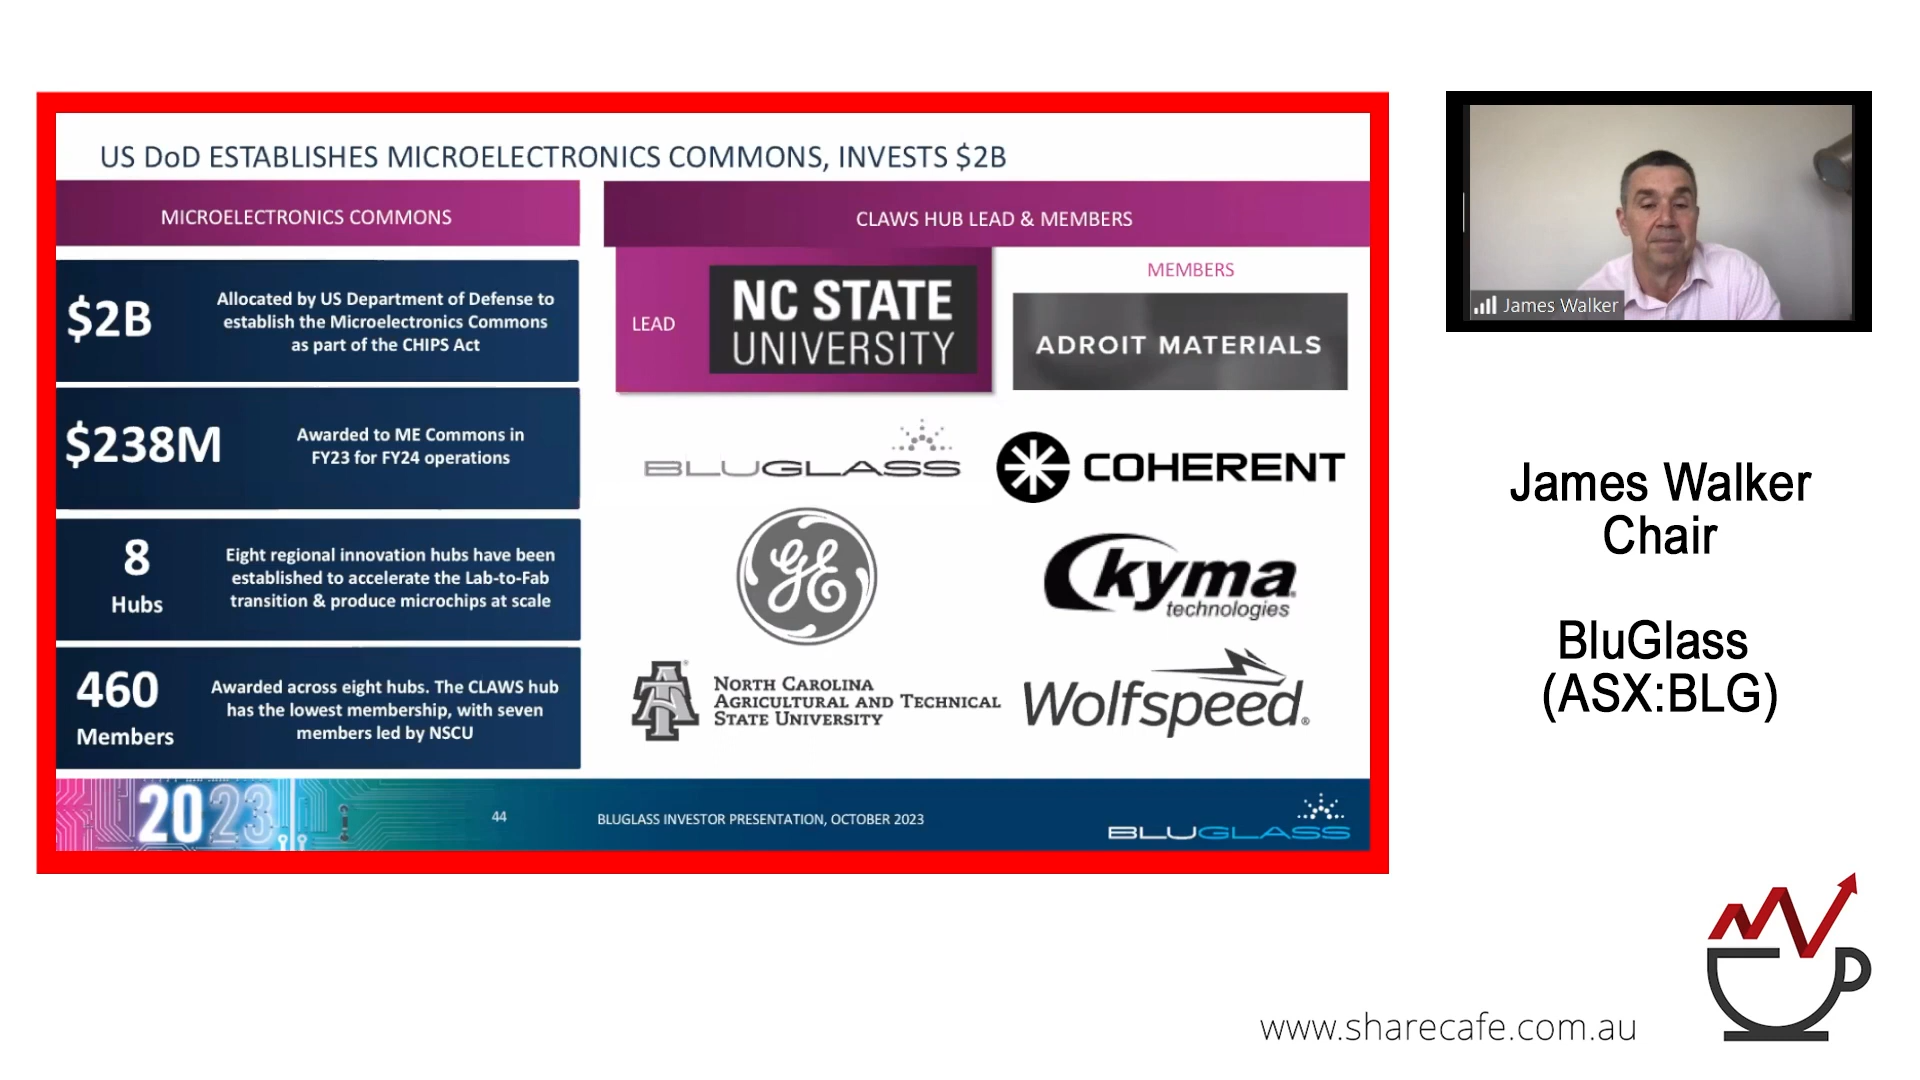 US DoD ESTABLISHES MICROELECTRONICS COMMONS, INVESTS $2B
MICROELECTRONICS COMMONS
$2B
Allocated by US Department of Defense to
establish the Microelectronics Commons
as part of the CHIPS Act
$238M
Awarded to ME Commons in
FY23 for FY24 operations
8
Hubs
Eight regional innovation hubs have been
established to accelerate the Lab-to-Fab
transition & produce microchips at scale
460
Members
Awarded across eight hubs. The CLAWS hub
has the lowest membership, with seven
members led by NSCU
CLAWS HUB LEAD & MEMBERS
LEAD
NC STATE
UNIVERSITY
MEMBERS
ADROIT MATERIALS
BLUGLASS
COHERENT
GE
kyma
technologies
AT
NORTH CAROLINA
AGRICULTURAL AND TECHNICAL
STATE UNIVERSITY
Wolfspeed®
2023
44
BLUGLASS INVESTOR PRESENTATION, OCTOBER 2023
BLUGLASS
James Walker
James Walker
Chair
BluGlass
(ASX:BLG)
www.sharecafe.com.au